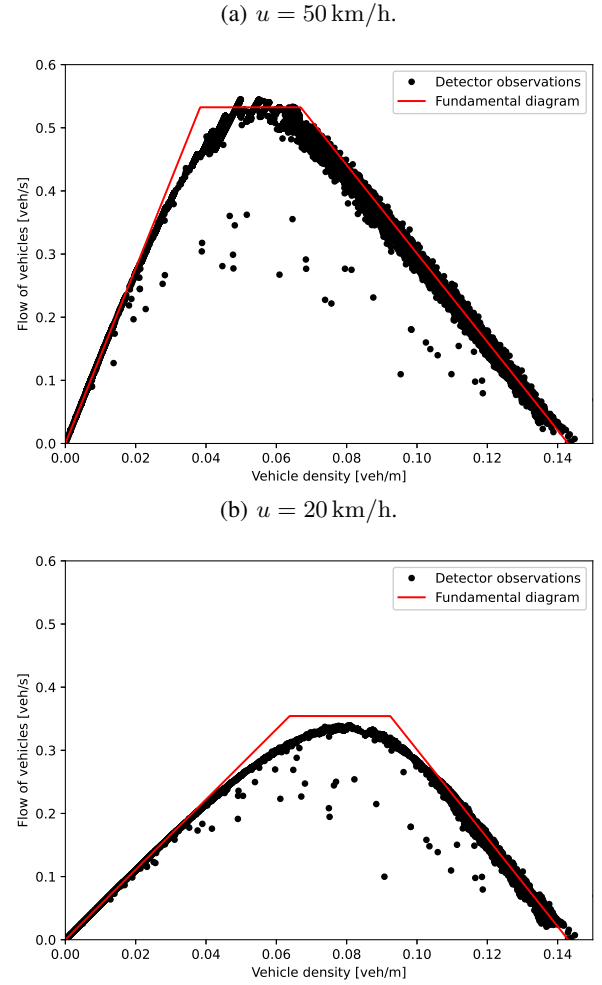 (a) u = 50 km/h.
0.6
0.5
0.4
0.3
0.2
0.1
0.0
Flow of vehicles [veh/s]
Detector observations
Fundamental diagram
0.00 0.02 0.04 0.06 0.08 0.10 0.12 0.14
Vehicle density [veh/m]
(b) u = 20 km/h.
0.6
0.5
0.4
0.3
0.2
0.1
0.0
Flow of vehicles [veh/s]
Detector observations
Fundamental diagram
0.00 0.02 0.04 0.06 0.08 0.10 0.12 0.14
Vehicle density [veh/m]